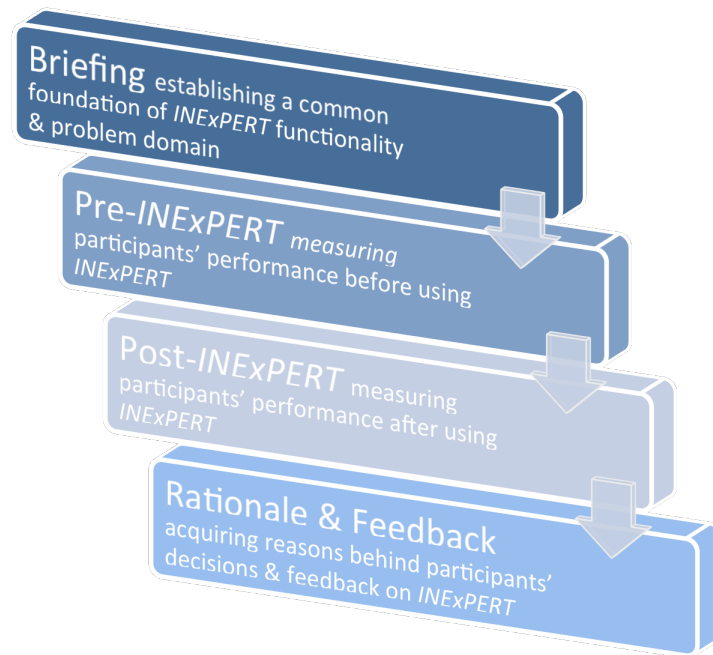 Briefing establishing a common
foundation of INExPERT functionality
& problem domain
Pre-INExPERT measuring
participants' performance before using
INExPERT
Post-INExPERT measuring
participants' performance after using
INExPERT
Rationale & Feedback
acquiring reasons behind participants'
decisions & feedback on INExPERT